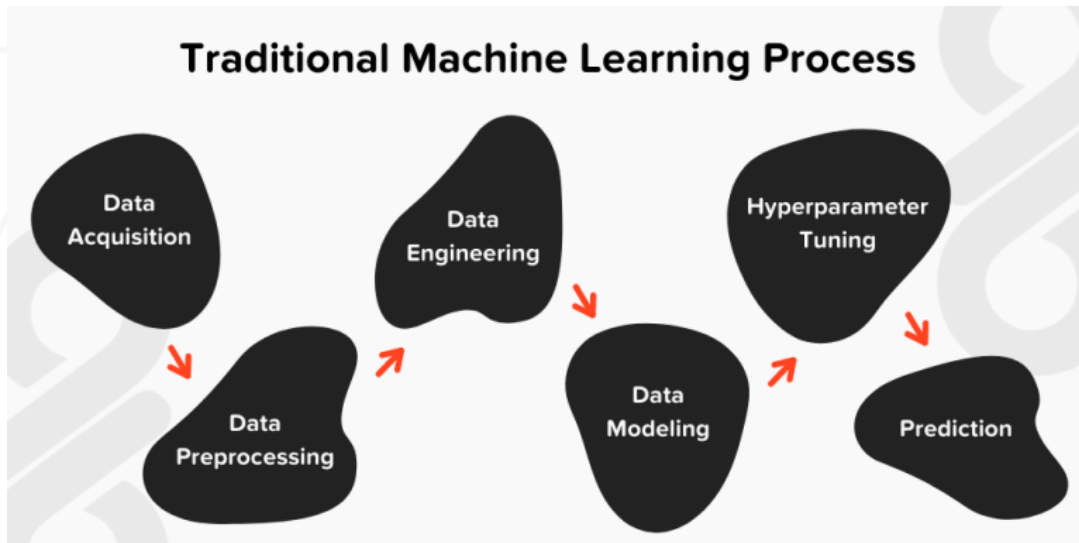 Traditional Machine Learning Process
Data
Acquisition
Data
Preprocessing
Data
Engineering
Data
Modeling
Hyperparameter
Tuning
Prediction